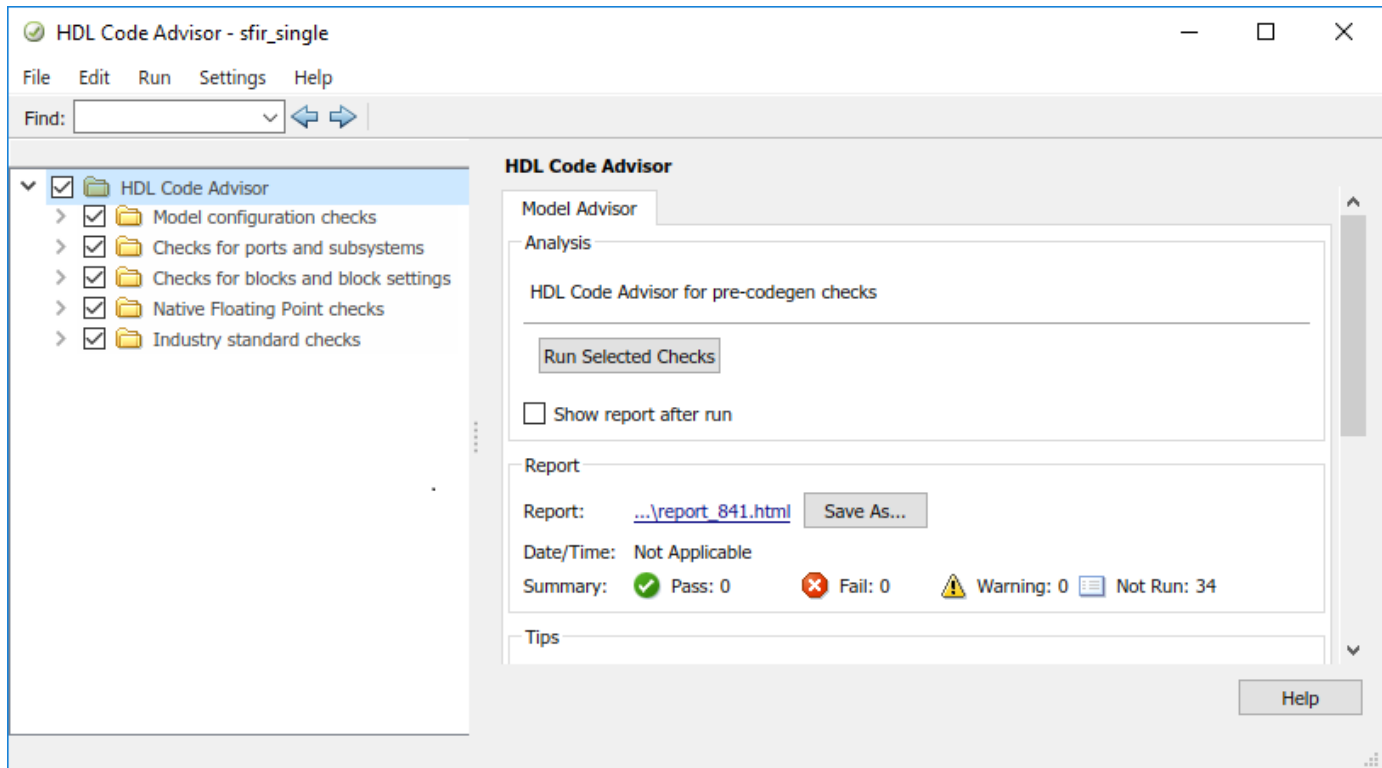 HDL Code Advisor - sfir_single
File Edit Run Settings Help
Find:
HDL Code Advisor
Model configuration checks
Checks for ports and subsystems
Checks for blocks and block settings
Native Floating Point checks
Industry standard checks
HDL Code Advisor
Model Advisor
Analysis
HDL Code Advisor for pre-codegen checks
Run Selected Checks
Show report after run
Report
Report: ...\report_841.html Save As...
Date/Time: Not Applicable
Summary: Pass: 0 Fail: 0 Warning: 0 Not Run: 34
Tips
Help